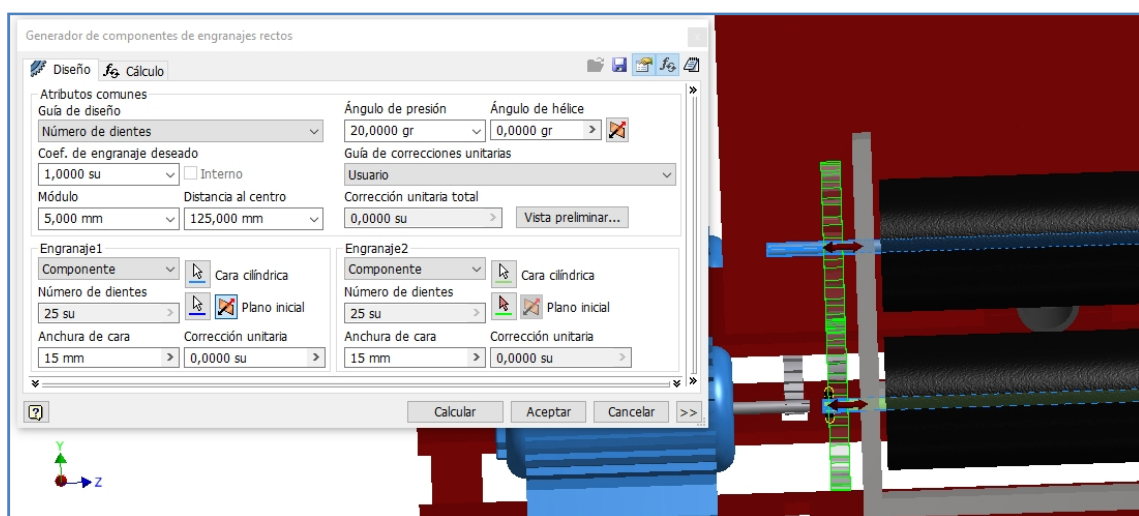 Generador de componentes de engranajes rectos
Diseño fG Cálculo
Atributos comunes
Guía de diseño
Ángulo de presión Ángulo de hélice
Número de dientes
20,0000 gr 0,0000 gr >
Coef. de engranaje deseado
Guía de correcciones unitarias
1,0000 su Interno
Usuario
Módulo Distancia al centro
Corrección unitaria total
5,000 mm 125,000 mm
0,0000 su > Vista preliminar...
Engranaje1
Engranaje2
Componente Cara cilíndrica
Componente Cara cilíndrica
Número de dientes
Número de dientes
25 su > Plano inicial
25 su > Plano inicial
Anchura de cara Corrección unitaria
Anchura de cara Corrección unitaria
15 mm > 0,0000 su >
15 mm > 0,0000 su >
Calcular Aceptar Cancelar >>
Y
Z